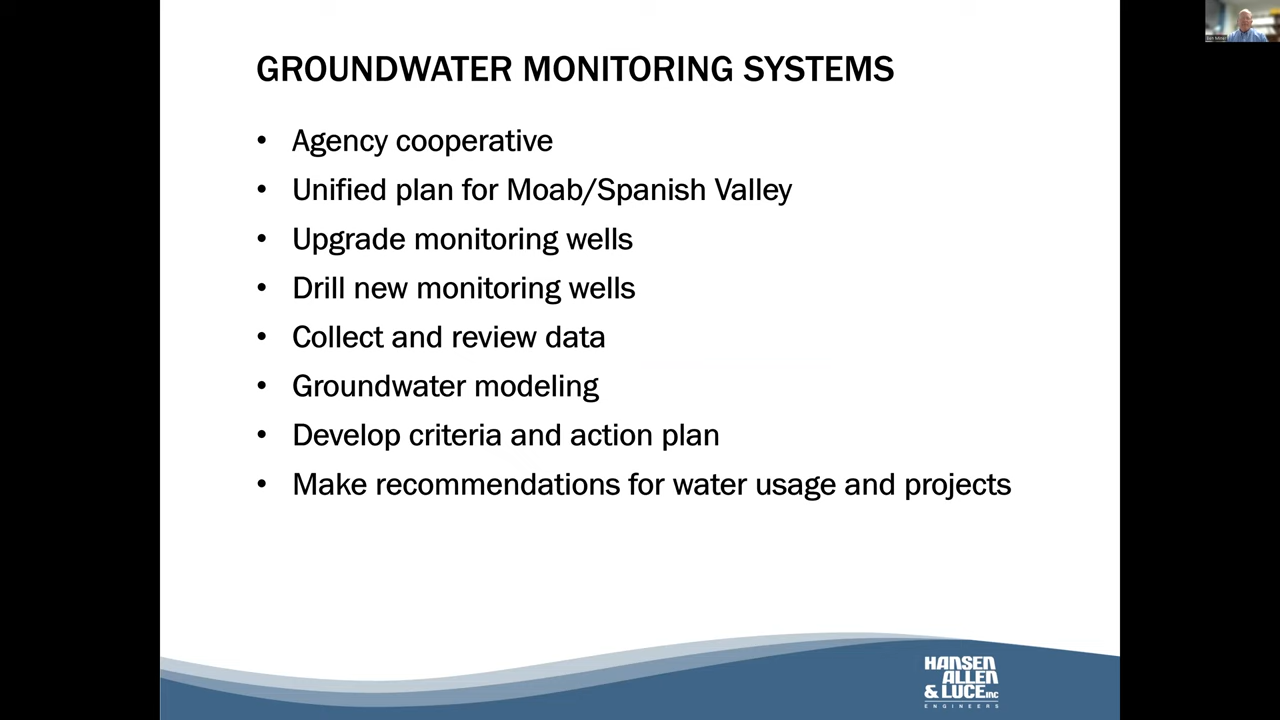 GROUNDWATER MONITORING SYSTEMS
• Agency cooperative
• Unified plan for Moab/Spanish Valley
• Upgrade monitoring wells
• Drill new monitoring wells
• Collect and review data
• Groundwater modeling
• Develop criteria and action plan
• Make recommendations for water usage and projects
HANSEN
ALLEN
& LUCE INC
ENGINEERS